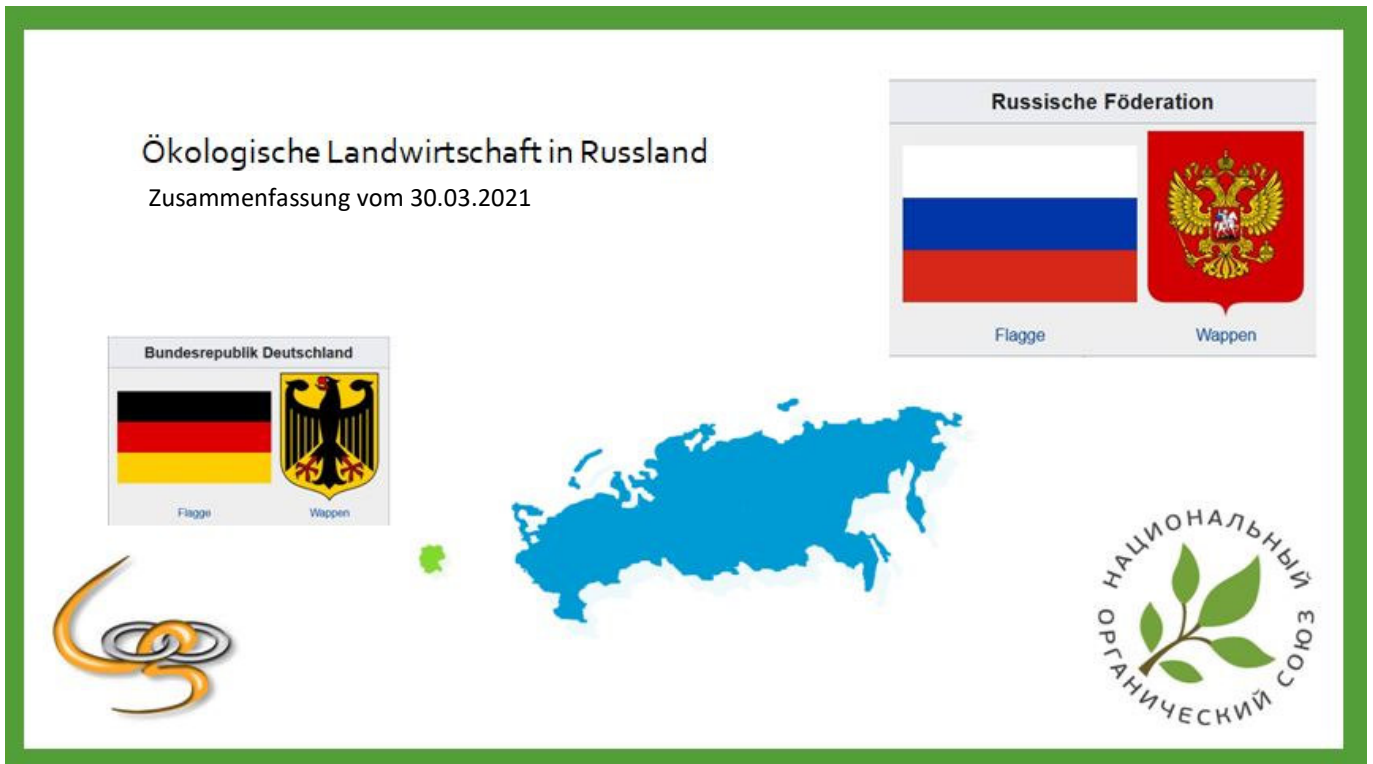 Ökologische Landwirtschaft in Russland
Zusammenfassung vom 30.03.2021
Russische Föderation
Flagge
Wappen
Bundesrepublik Deutschland
Flagge
Wappen
НАЦИОНАЛЬНЫЙ
ОРГАНИЧЕСКИЙ СОЮЗ